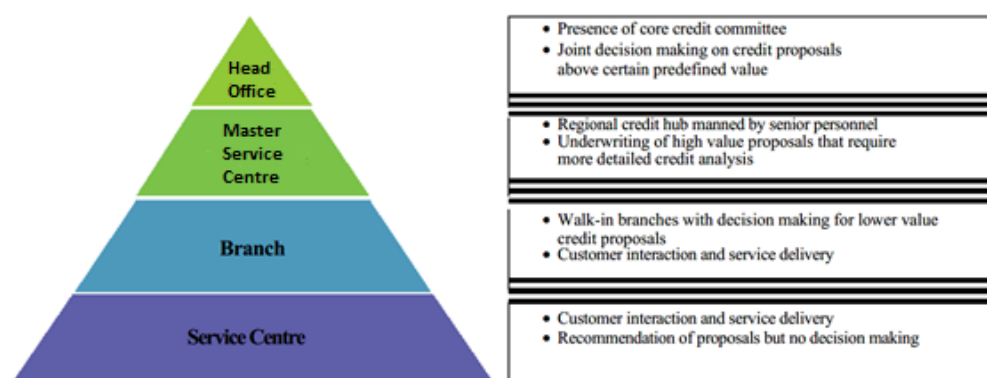 Head
Office
• Presence of core credit committee
• Joint decision making on credit proposals
above certain predefined value
Master
Service
Centre
• Regional credit hub manned by senior personnel
• Underwriting of high value proposals that require
more detailed credit analysis
Branch
• Walk-in branches with decision making for lower value
credit proposals
• Customer interaction and service delivery
Service Centre
• Customer interaction and service delivery
• Recommendation of proposals but no decision making